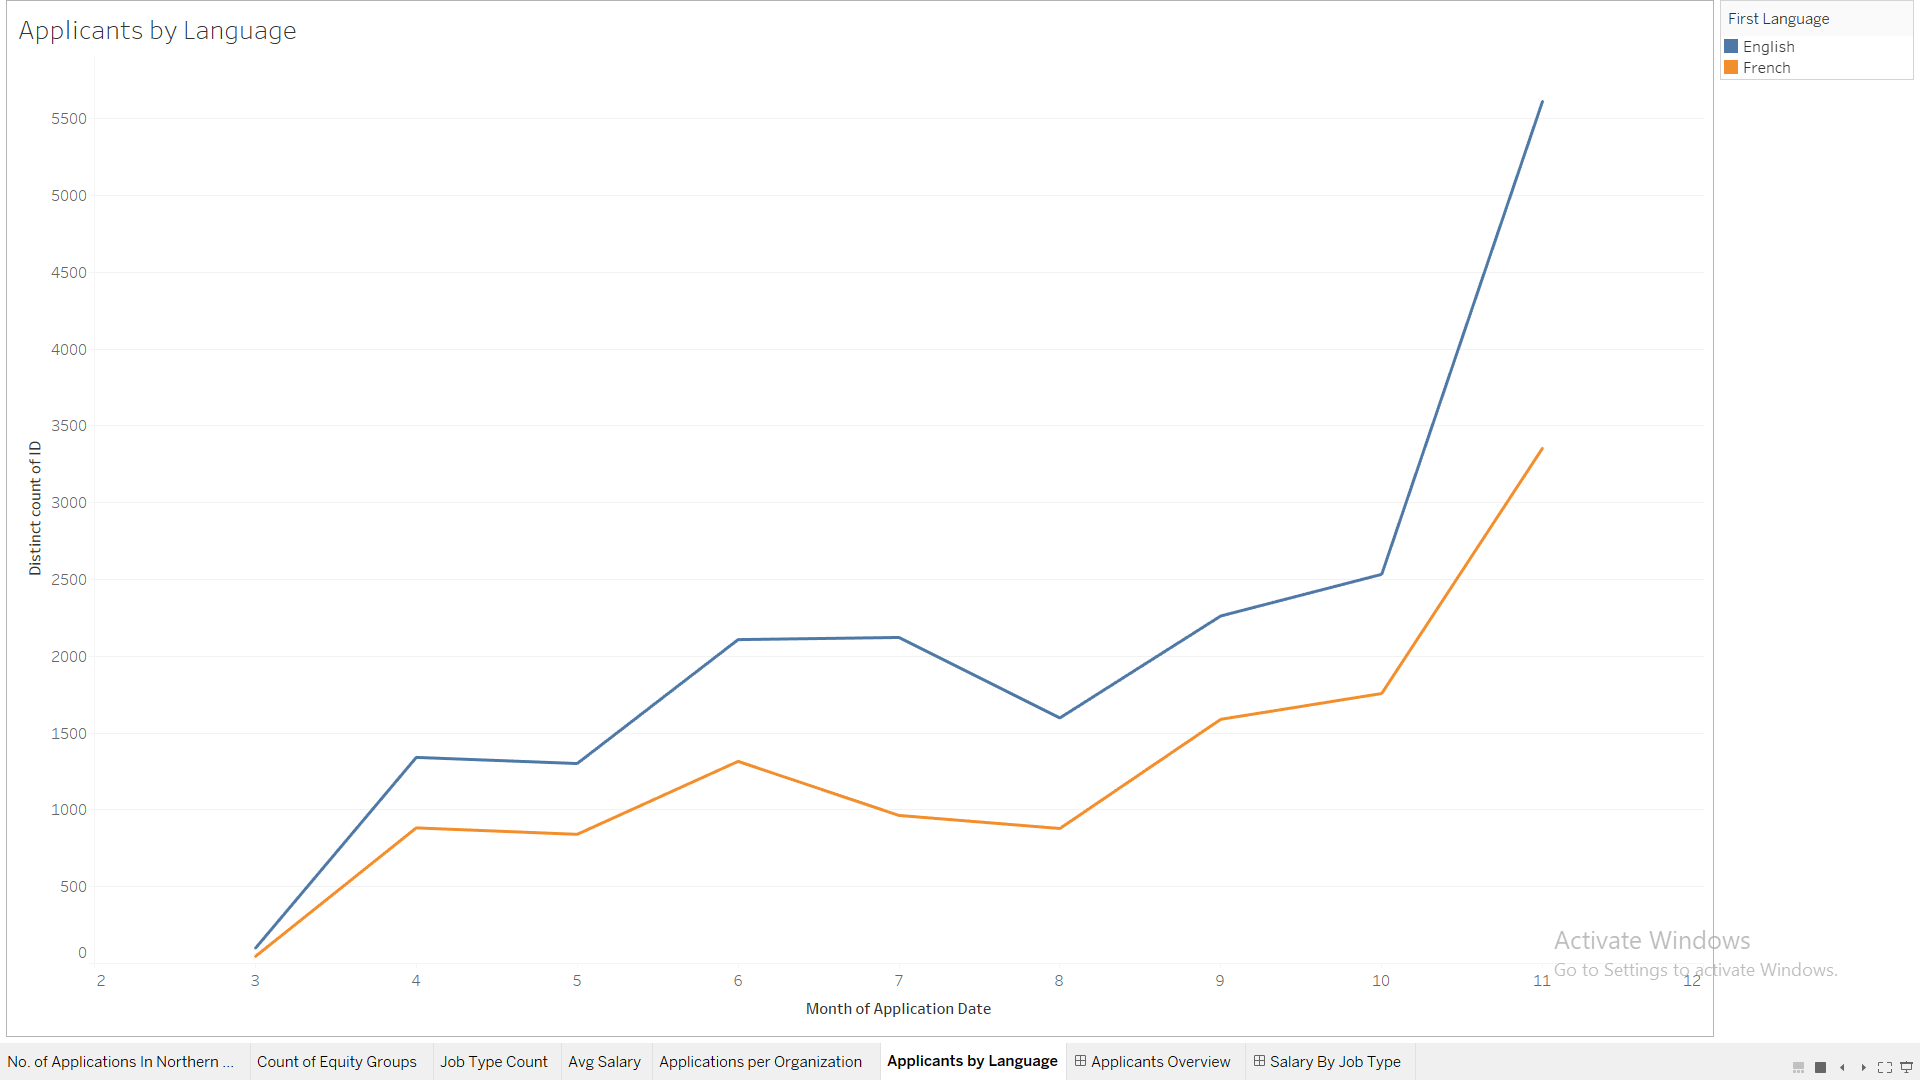 Applicants by Language
First Language
English
French
5500
5000
4500
4000
3500
3000
2500
2000
1500
1000
500
0
Distinct count of ID
2 3 4 5 6 7 8 9 10 11 12
Month of Application Date
Activate Windows
Go to Settings to activate Windows.
No. of Applications In Northern ... Count of Equity Groups Job Type Count Avg Salary Applications per Organization Applicants by Language Applicants Overview Salary By Job Type